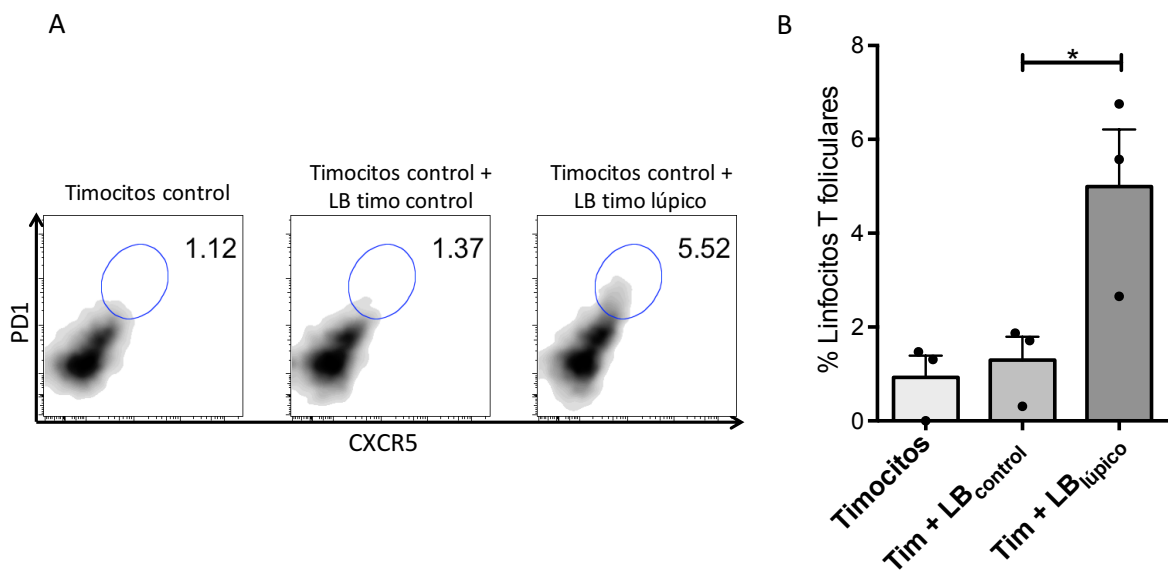 A
Timocitos control
Timocitos control +
LB timo control
Timocitos control +
LB timo lúpico
1.12
1.37
5.52
PD1
CXCR5
B
% Linfocitos T foliculares
8
6
4
2
0
*
Timocitos
Tim + LBcontrol
Tim + LBlúpico